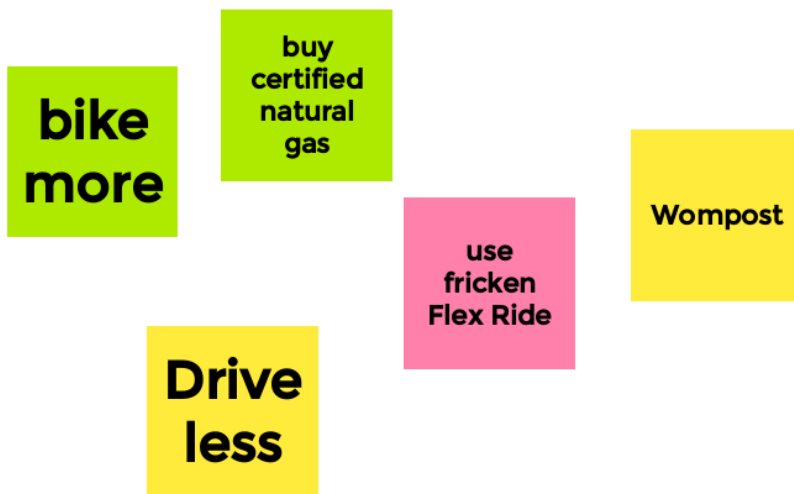 bike
more
buy
certified
natural
gas
use
fricken
Flex Ride
Wompost
Drive
less